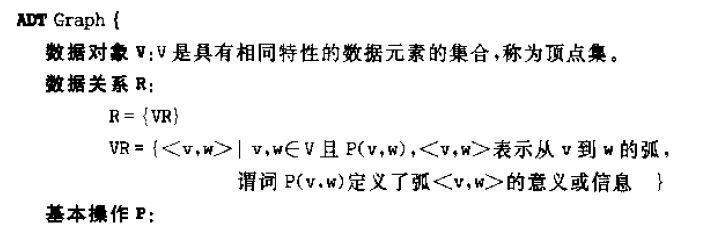 ADT Graph {
数据对象 V:V 是具有相同特性的数据元素的集合,称为顶点集。
数据关系 R:
R = {VR}
VR = {<v,w>| v,w∈V 且 P(v,w),<v,w>表示从 v 到 w 的弧,
谓词 P(v,w)定义了弧<v,w>的意义或信息 }
基本操作 P: